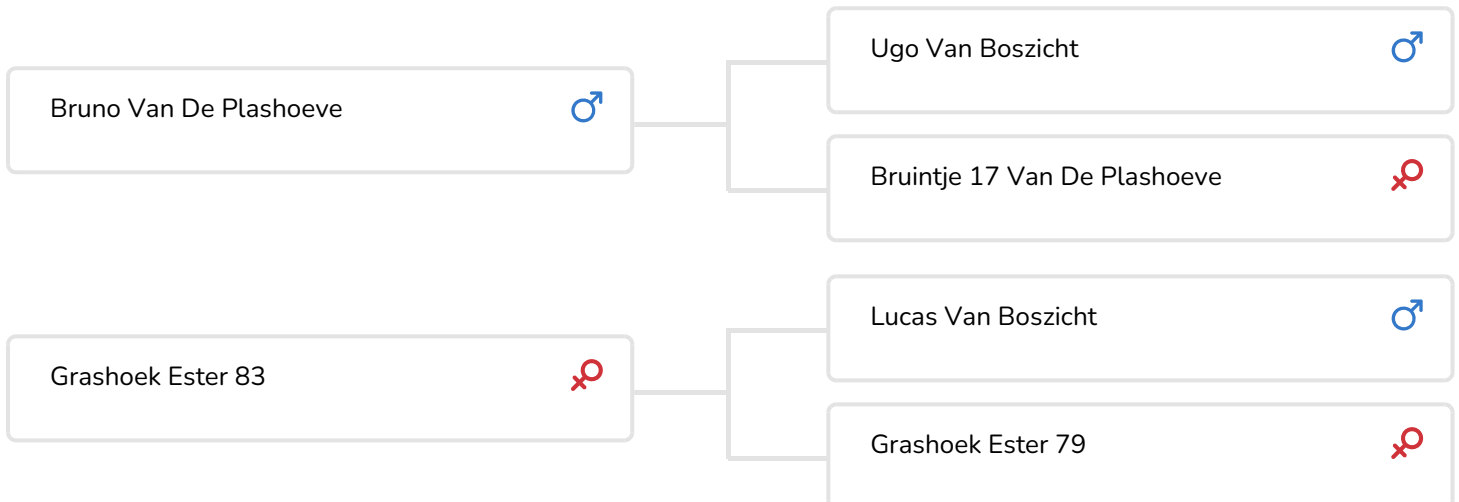 Ugo Van Boszicht
Bruno Van De Plashoeve
Bruintje 17 Van De Plashoeve
Lucas Van Boszicht
Grashoek Ester 83
Grashoek Ester 79